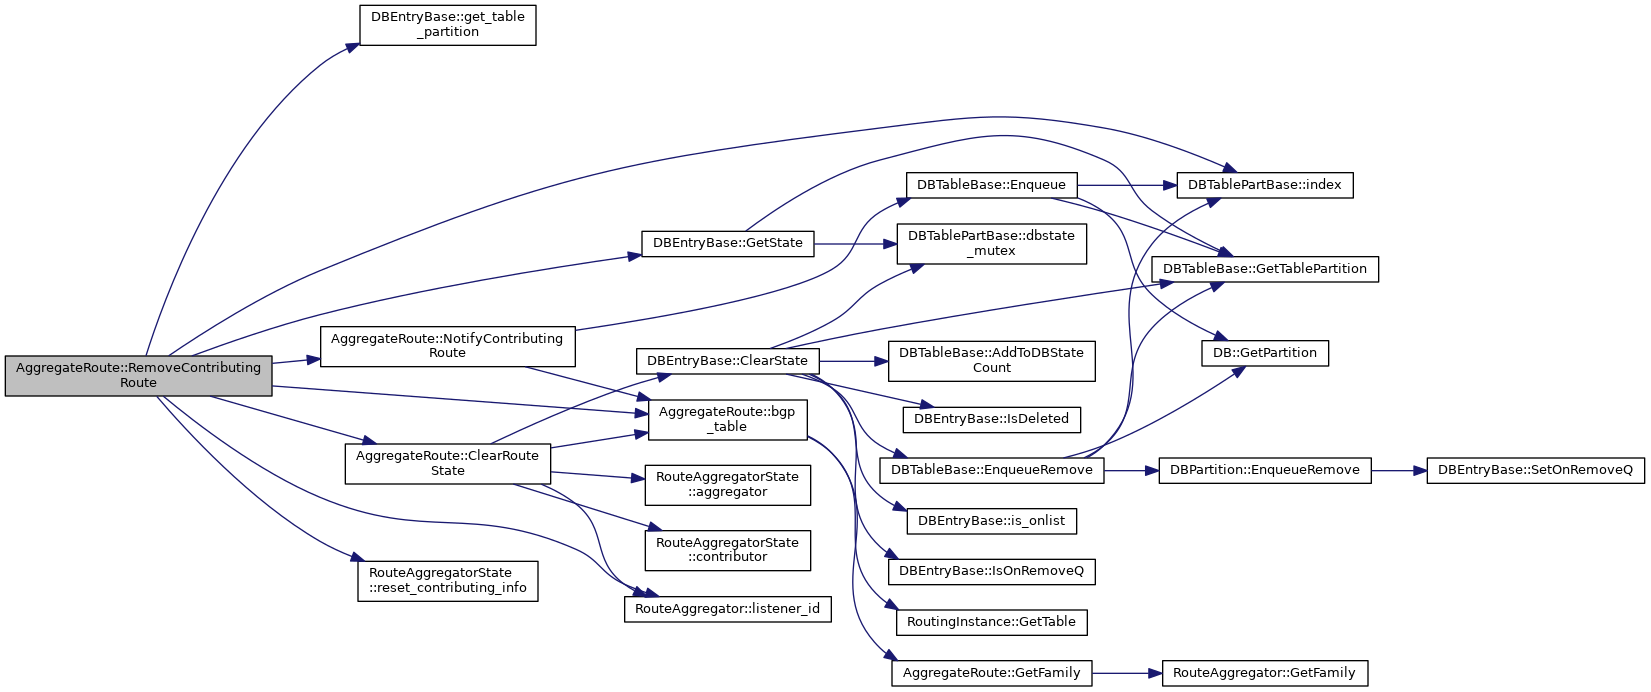 DBEntryBase::get_table
_partition
DBTableBase::Enqueue
DBTablePartBase::index
DBEntryBase::GetState
DBTablePartBase::dbstate
_mutex
DBTableBase::GetTablePartition
AggregateRoute::NotifyContributing
Route
DB::GetPartition
AggregateRoute::RemoveContributing
Route
DBEntryBase::ClearState
DBTableBase::AddToDBState
Count
AggregateRoute::bgp
_table
DBEntryBase::IsDeleted
AggregateRoute::ClearRoute
State
DBTableBase::EnqueueRemove
DBPartition::EnqueueRemove
DBEntryBase::SetOnRemoveQ
RouteAggregatorState
::aggregator
DBEntryBase::is_onlist
RouteAggregatorState
::contributor
DBEntryBase::IsOnRemoveQ
RouteAggregatorState
::reset_contributing_info
RouteAggregator::listener_id
RoutingInstance::GetTable
AggregateRoute::GetFamily
RouteAggregator::GetFamily